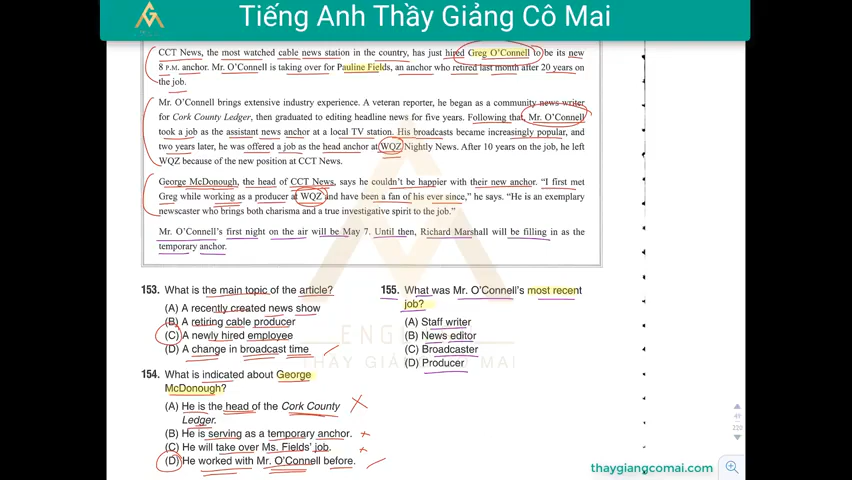 Tiếng Anh Thầy Giảng Cô Mai
CCT News, the most watched cable news station in the country, has just hired Greg O'Connell to be its new
8 P.M. anchor. Mr. O'Connell is taking over for Pauline Fields, an anchor who retired last month after 20 years on
the job.
Mr. O'Connell brings extensive industry experience. A veteran reporter, he began as a community news writer
for Cork County Ledger, then graduated to editing headline news for five years. Following that, Mr. O'Connell
took a job as the assistant news anchor at a local TV station. His broadcasts became increasingly popular, and
two years later, he was offered a job as the head anchor at WQZ Nightly News. After 10 years on the job, he left
WQZ because of the new position at CCT News.
George McDonough, the head of CCT News, says he couldn't be happier with their new anchor. “I first met
Greg while working as a producer at WQZ and have been a fan of his ever since,” he says. “He is an exemplary
newscaster who brings both charisma and a true investigative spirit to the job.”
Mr. O'Connell's first night on the air will be May 7. Until then, Richard Marshall will be filling in as the
temporary anchor.
153. What is the main topic of the article?
(A) A recently created news show
(B) A retiring cable producer
(C) A newly hired employee
(D) A change in broadcast time
154. What is indicated about George
McDonough?
(A) He is the head of the Cork County
Ledger.
(B) He is serving as a temporary anchor.
(C) He will take over Ms. Fields' job.
(D) He worked with Mr. O'Connell before.
155. What was Mr. O'Connell's most recent
job?
(A) Staff writer
(B) News editor
(C) Broadcaster
(D) Producer
THẦY GIẢNG CÔ MAI
thaygiangcomai.com